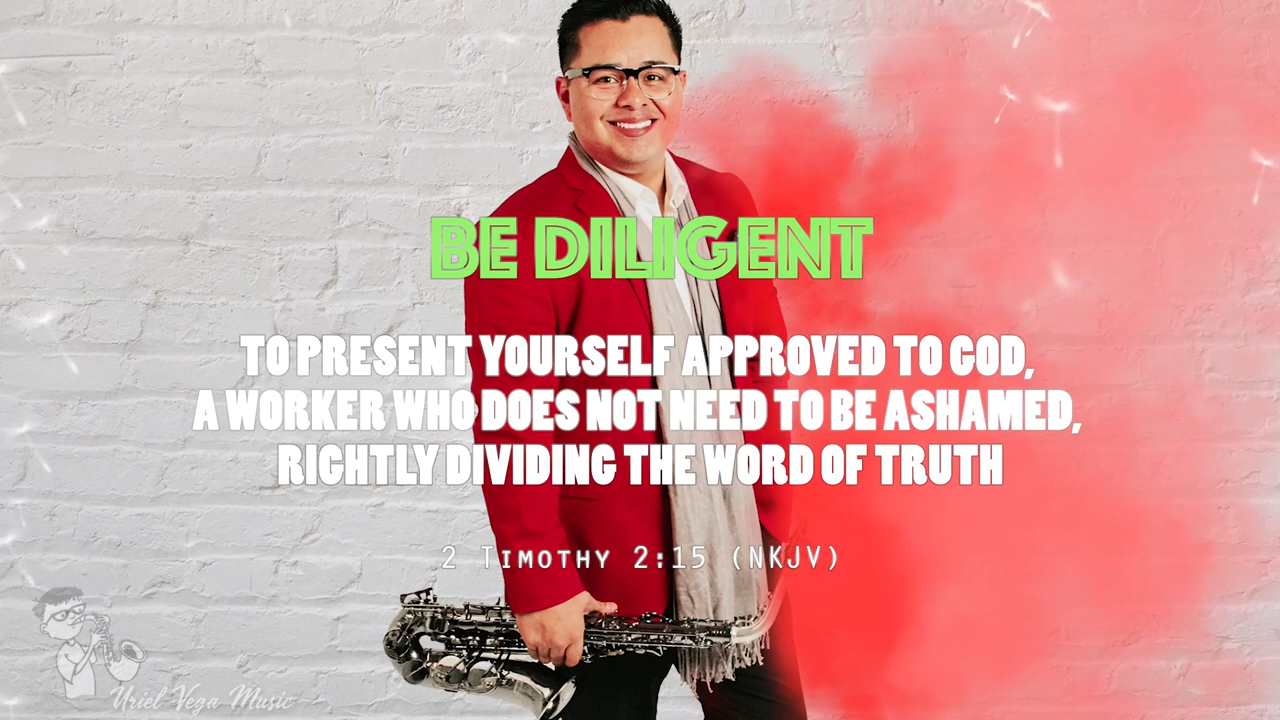 BE DILIGENT
TO PRESENT YOURSELF APPROVED TO GOD,
A WORKER WHO DOES NOT NEED TO BE ASHAMED,
RIGHTLY DIVIDING THE WORD OF TRUTH
2 Timothy 2:15 (NKJV)
Uriel Vega Music